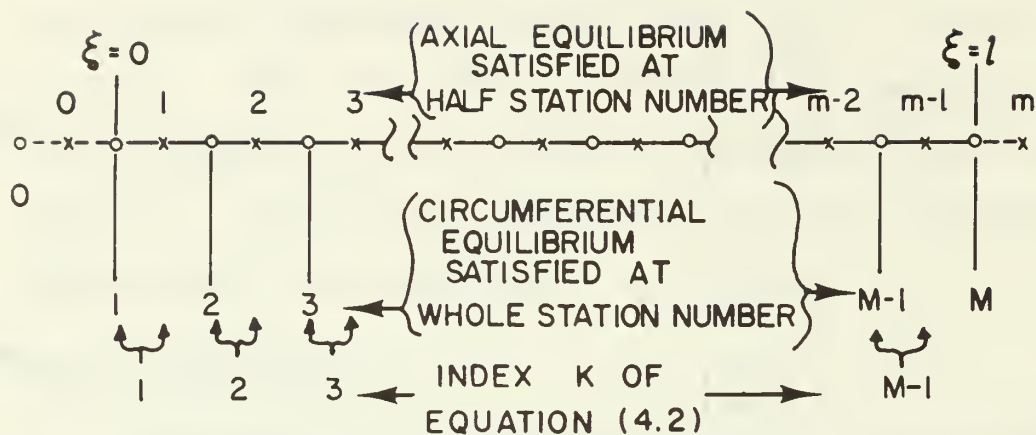 ξ=0
ξ=l
AXIAL EQUILIBRIUM
SATISFIED AT
HALF STATION NUMBER
0 1 2 3 m-2 m-1 m
0
CIRCUMFERENTIAL
EQUILIBRIUM
SATISFIED AT
WHOLE STATION NUMBER
1 2 3 M-1 M
1 2 3 M-1
INDEX K OF
EQUATION (4.2)